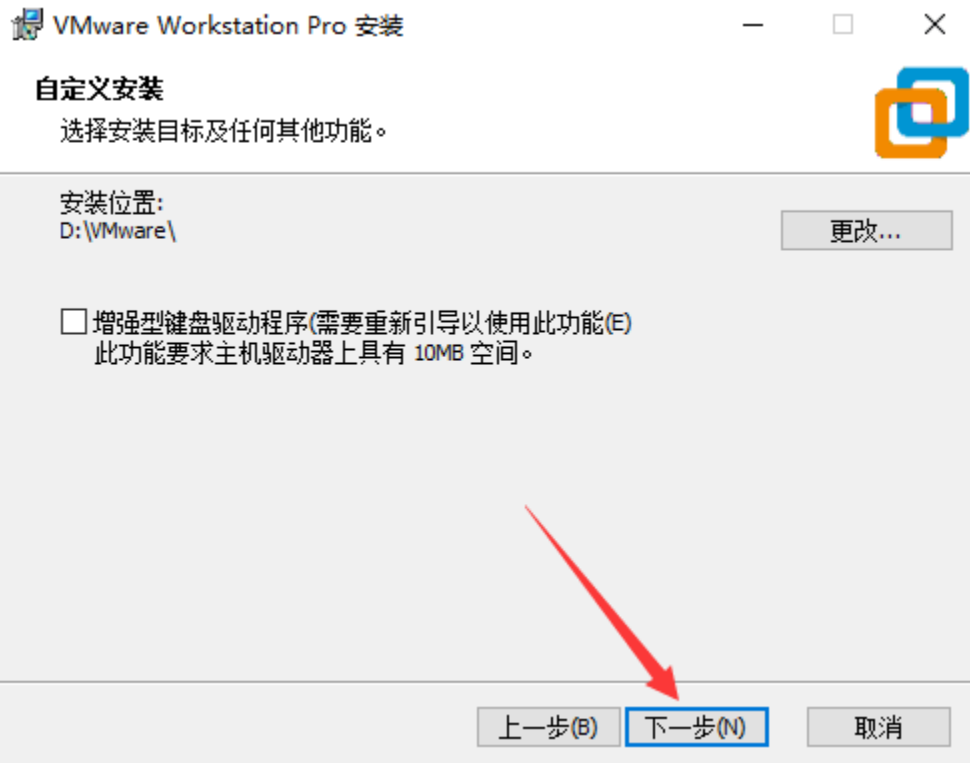 VMware Workstation Pro 安装
自定义安装
选择安装目标及任何其他功能。
安装位置:
D:\VMware\
更改...
增强型键盘驱动程序(需要重新引导以使用此功能(E)
此功能要求主机驱动器上具有 10MB 空间。
上一步(B)
下一步(N)
取消